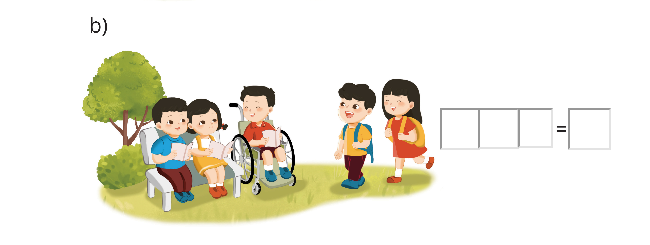 b)
=